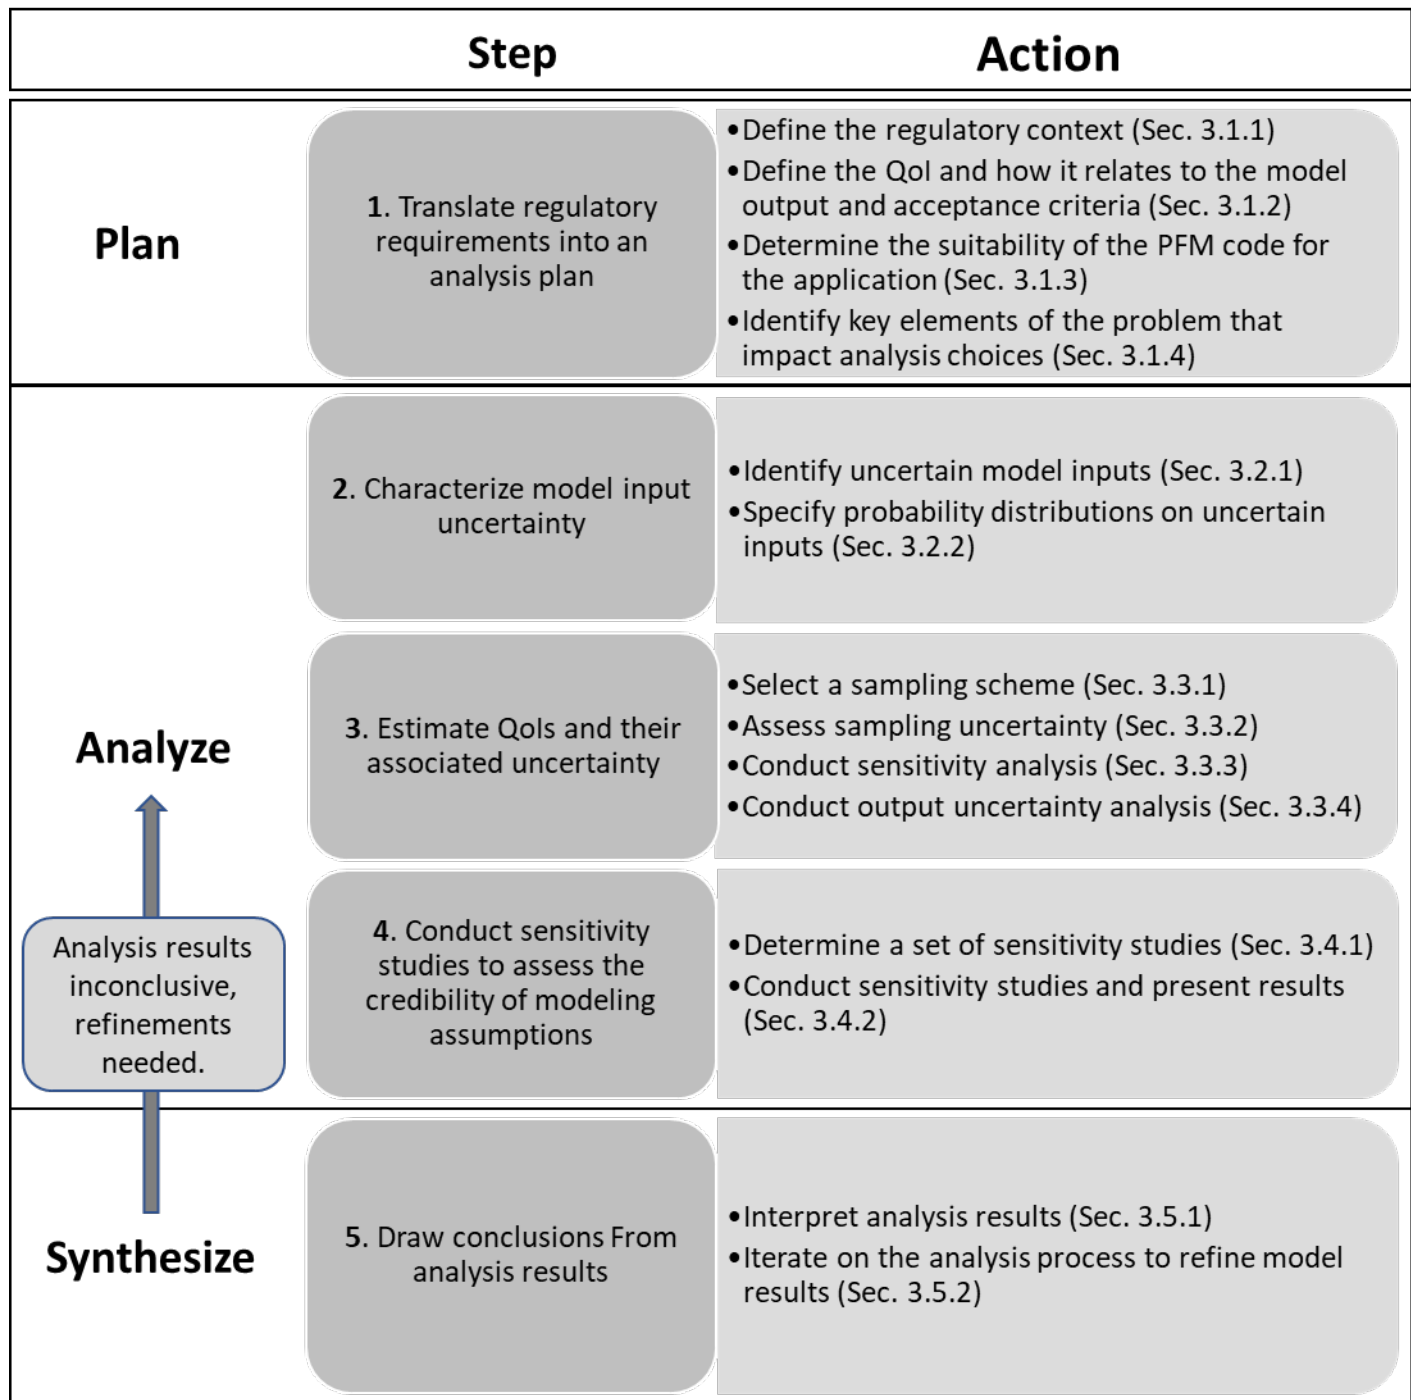 Step
Action
Plan
1. Translate regulatory
requirements into an
analysis plan
•Define the regulatory context (Sec. 3.1.1)
•Define the QoI and how it relates to the model
output and acceptance criteria (Sec. 3.1.2)
•Determine the suitability of the PFM code for
the application (Sec. 3.1.3)
•Identify key elements of the problem that
impact analysis choices (Sec. 3.1.4)
Analyze
2. Characterize model input
uncertainty
•Identify uncertain model inputs (Sec. 3.2.1)
•Specify probability distributions on uncertain
inputs (Sec. 3.2.2)
3. Estimate QoIs and their
associated uncertainty
•Select a sampling scheme (Sec. 3.3.1)
•Assess sampling uncertainty (Sec. 3.3.2)
•Conduct sensitivity analysis (Sec. 3.3.3)
•Conduct output uncertainty analysis (Sec. 3.3.4)
Analysis results
inconclusive,
refinements
needed.
4. Conduct sensitivity
studies to assess the
credibility of modeling
assumptions
•Determine a set of sensitivity studies (Sec. 3.4.1)
•Conduct sensitivity studies and present results
(Sec. 3.4.2)
Synthesize
5. Draw conclusions From
analysis results
•Interpret analysis results (Sec. 3.5.1)
•Iterate on the analysis process to refine model
results (Sec. 3.5.2)